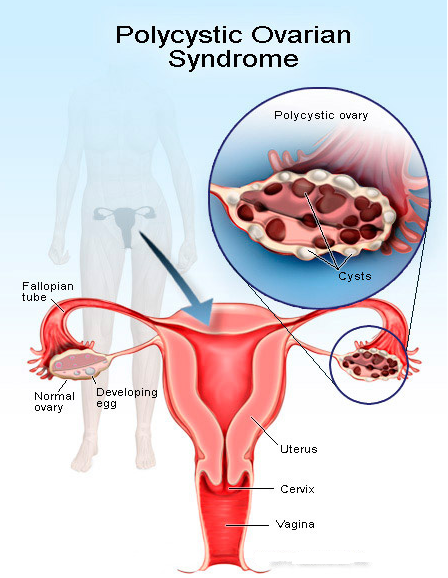 Polycystic Ovarian
Syndrome
Polycystic ovary
Cysts
Fallopian
tube
Normal
ovary
Developing
egg
Uterus
Cervix
Vagina